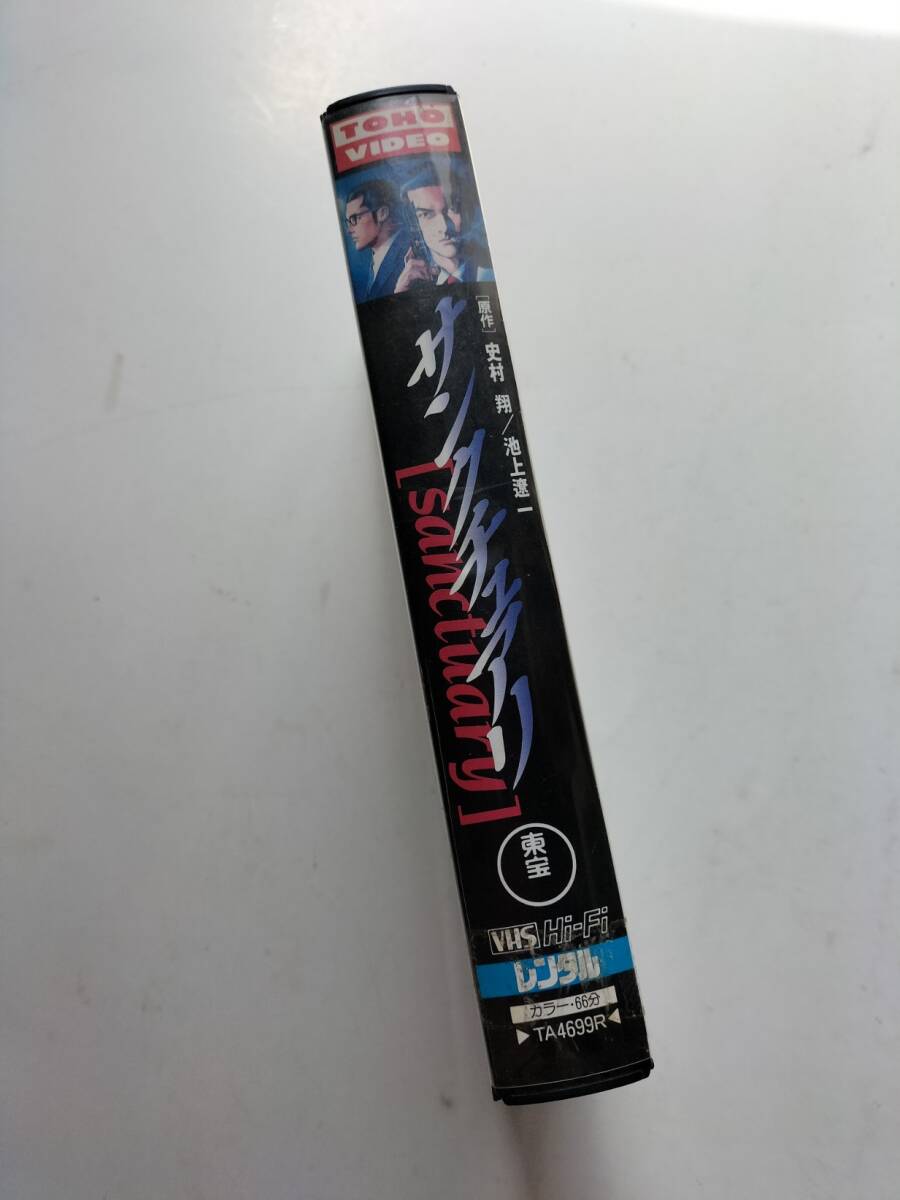 TOHO
VIDEO
[原作] 史村 翔／池上遼一
サンクチュアリ
[sanctuary]
東宝
VHS Hi-Fi
レンタル
カラー・66分
▶ TA4699R ◀